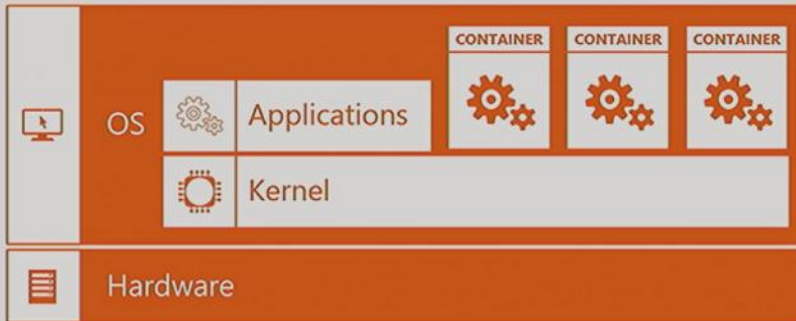 CONTAINER CONTAINER CONTAINER
OS
Applications
Kernel
Hardware